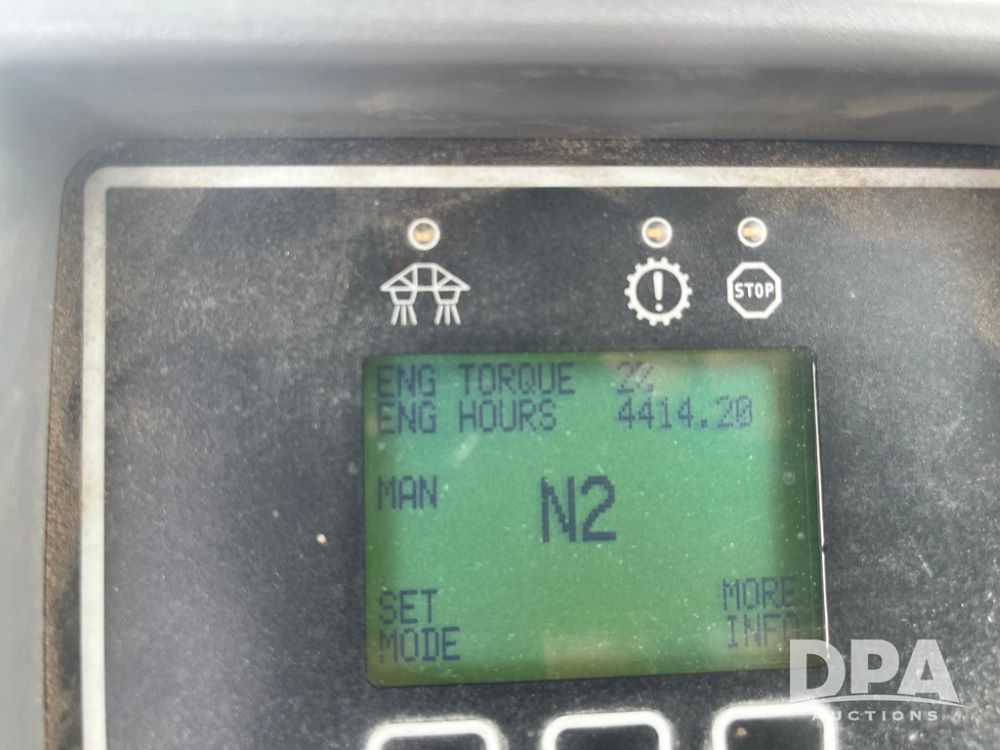 STOP
ENG TORQUE 2%
ENG HOURS 4414.20
MAN N2
SET MORE
MODE INFO
DPA
AUCTIONS